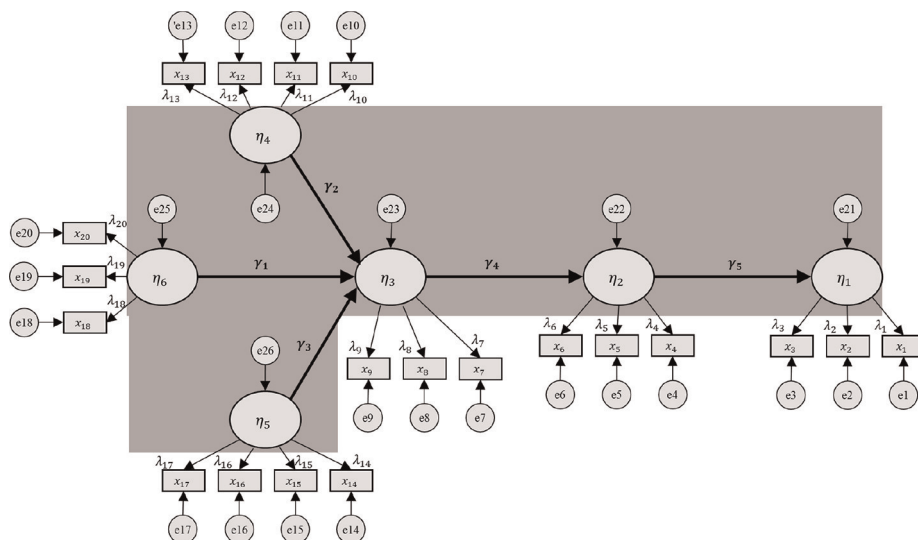 'e13 e12 e11 e10
x₁₃ x₁₂ x₁₁ x₁₀
λ₁₃ λ₁₂ λ₁₁ λ₁₀
η₄
γ₂
e25 e24 e23 e22 e21
e20 x₂₀ λ₂₀
e19 x₁₉ λ₁₉ η₆ γ₁ η₃ γ₄ η₂ γ₅ η₁
e18 x₁₈ λ₁₈
e26 γ₃
λ₉ λ₈ λ₇ λ₆ λ₅ λ₄ λ₃ λ₂ λ₁
x₆ x₅ x₄ x₃ x₂ x₁
x₉ x₈ x₇
e6 e5 e4 e3 e2 e1
e9 e8 e7
η₅
λ₁₇ λ₁₆ λ₁₅ λ₁₄
x₁₇ x₁₆ x₁₅ x₁₄
e17 e16 e15 e14